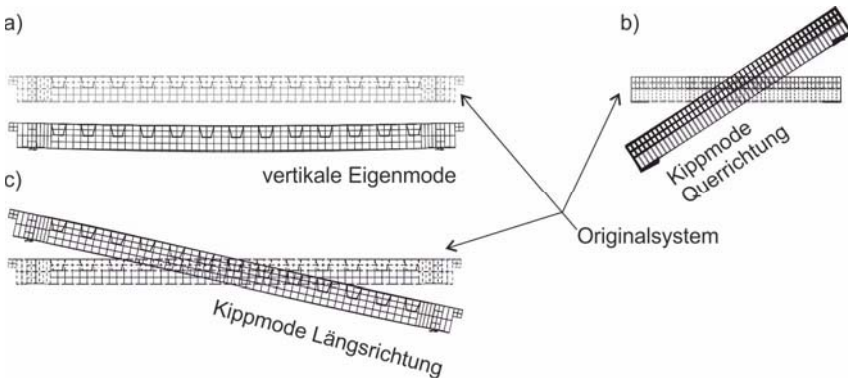 a)
vertikale Eigenmode
b)
Kippmode
Querrichtung
c)
Kippmode Längsrichtung
Originalsystem